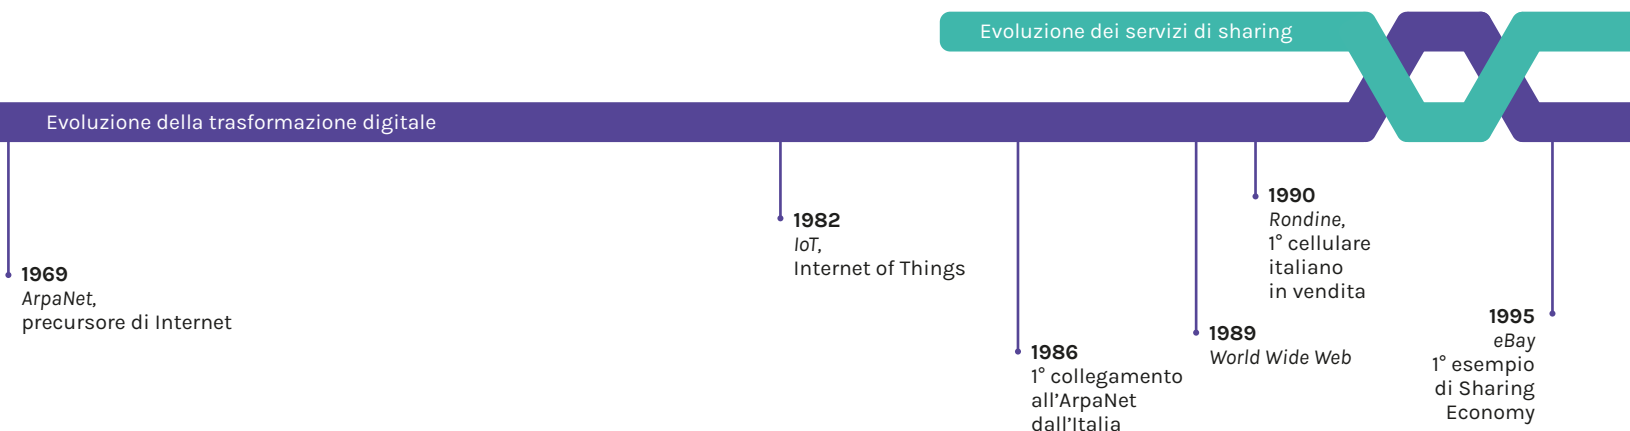 Evoluzione dei servizi di sharing
Evoluzione della trasformazione digitale
1969
ArpaNet,
precursore di Internet
1982
IoT,
Internet of Things
1986
1° collegamento
all'ArpaNet
dall'Italia
1989
World Wide Web
1990
Rondine,
1° cellulare
italiano
in vendita
1995
eBay
1° esempio
di Sharing
Economy